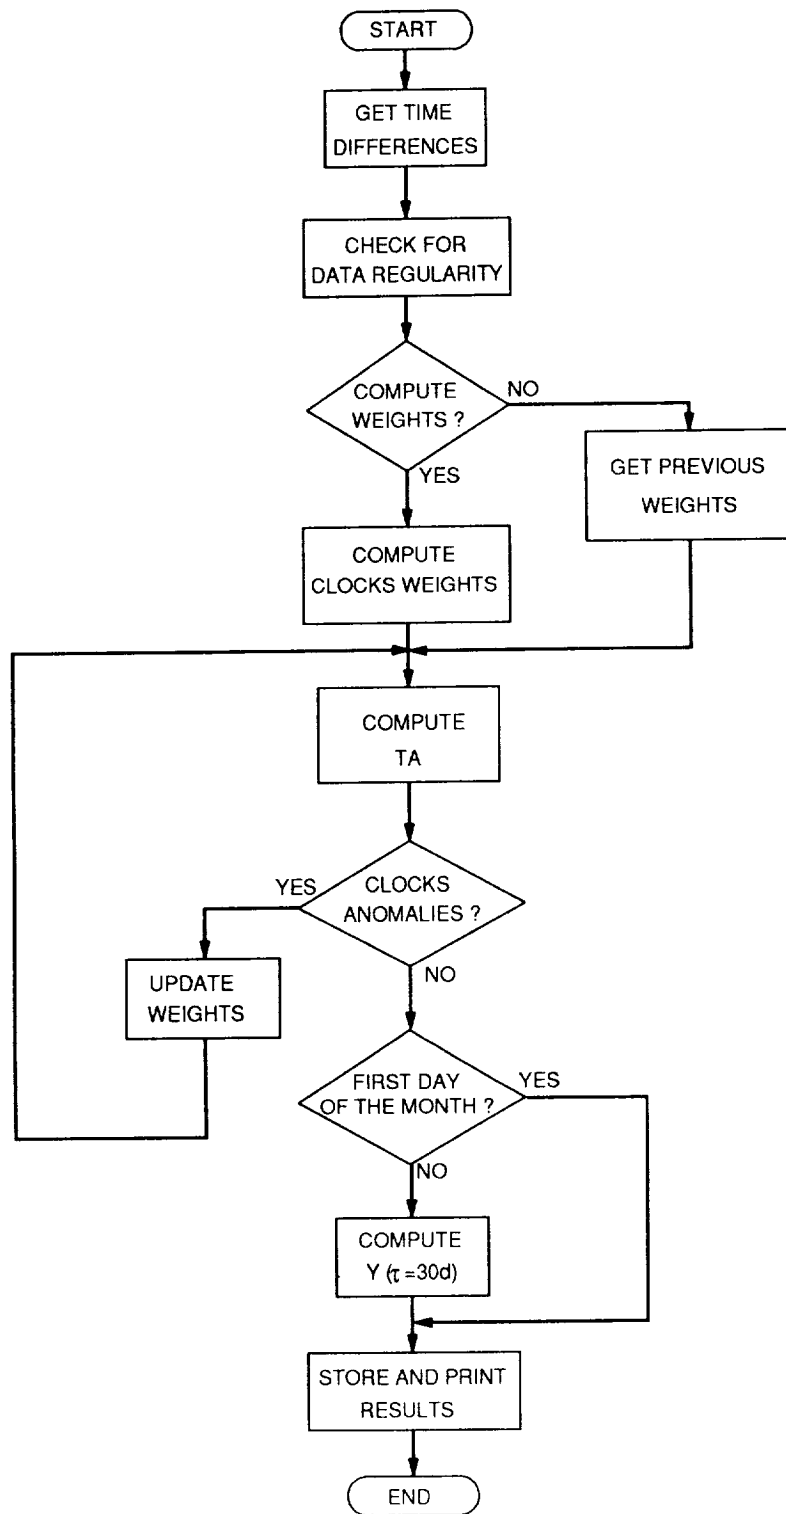 START
GET TIME
DIFFERENCES
CHECK FOR
DATA REGULARITY
COMPUTE
WEIGHTS ?
NO
YES
GET PREVIOUS
WEIGHTS
COMPUTE
CLOCKS WEIGHTS
COMPUTE
TA
CLOCKS
ANOMALIES ?
YES
NO
UPDATE
WEIGHTS
FIRST DAY
OF THE MONTH ?
YES
NO
COMPUTE
Y (τ =30d)
STORE AND PRINT
RESULTS
END